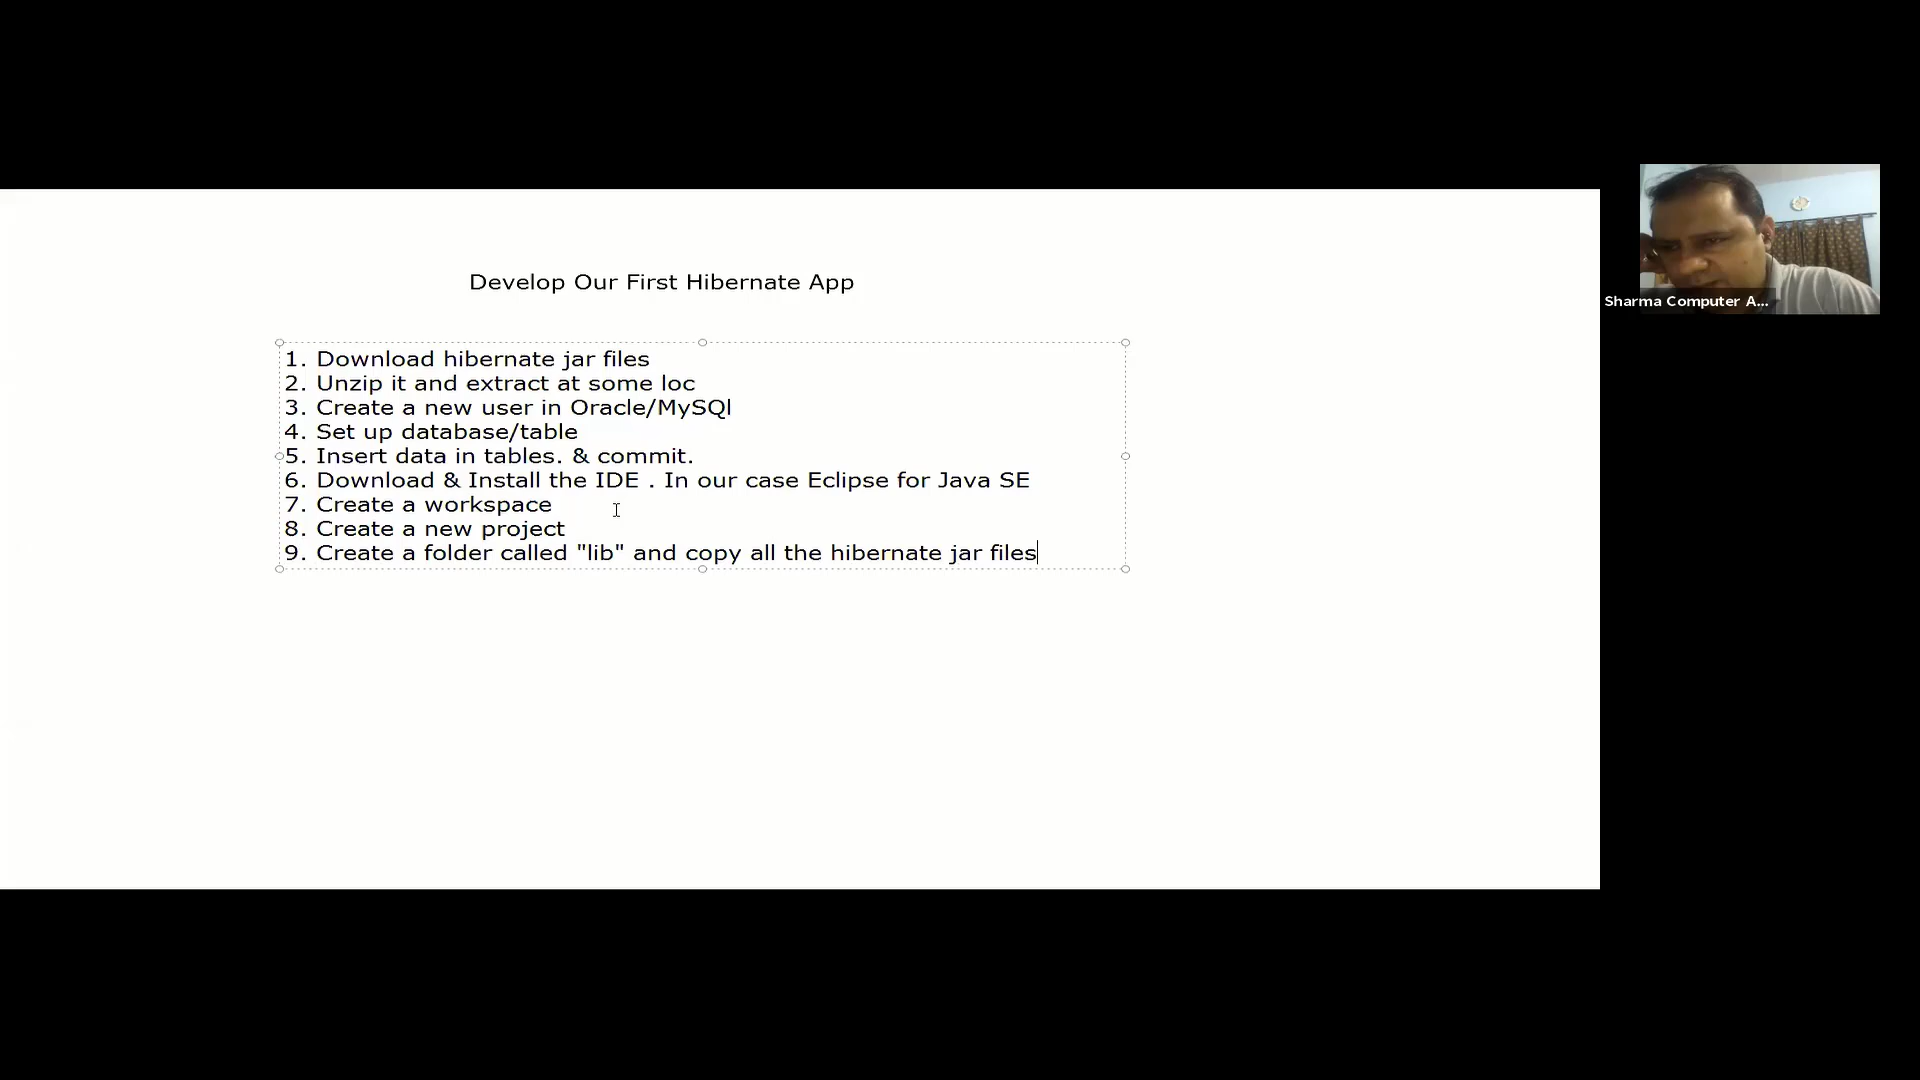 Develop Our First Hibernate App
1. Download hibernate jar files
2. Unzip it and extract at some loc
3. Create a new user in Oracle/MySQl
4. Set up database/table
5. Insert data in tables. & commit.
6. Download & Install the IDE . In our case Eclipse for Java SE
7. Create a workspace
8. Create a new project
9. Create a folder called "lib" and copy all the hibernate jar files
Sharma Computer A...